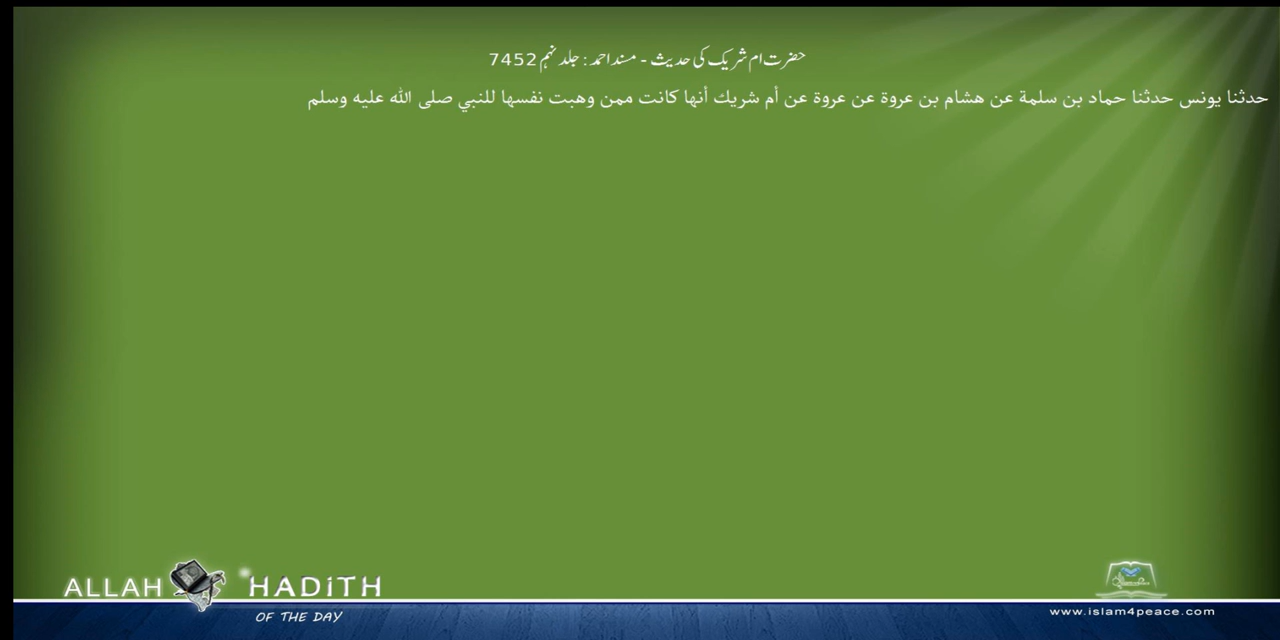 حضرت ام شریک کی حدیث - مسند احمد : جلد نہم 7452
حدثنا يونس حدثنا حماد بن سلمة عن هشام بن عروة عن عروة عن أم شريك أنها كانت ممن وهبت نفسها للنبي صلى الله عليه وسلم
ALLAH HADITH
OF THE DAY
www.islam4peace.com